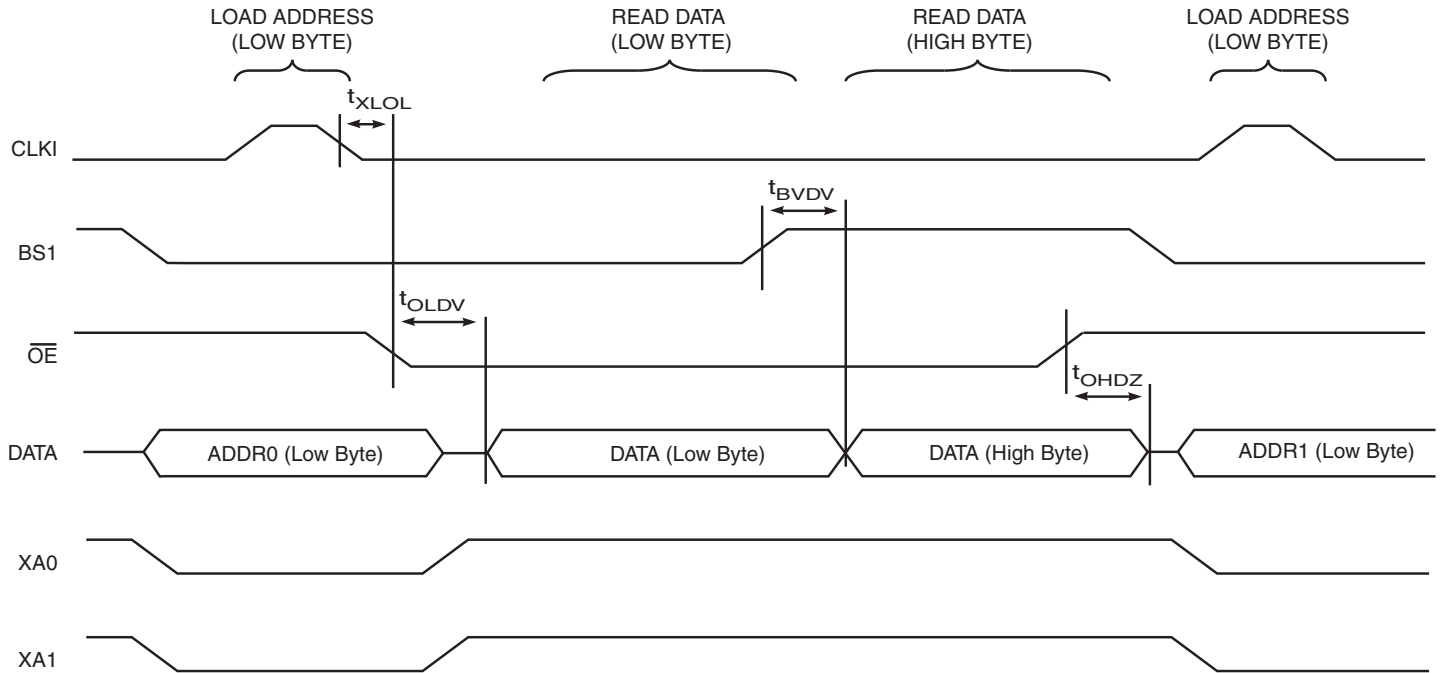 LOAD ADDRESS
(LOW BYTE)
READ DATA
(LOW BYTE)
READ DATA
(HIGH BYTE)
LOAD ADDRESS
(LOW BYTE)
tXLOL
CLKI
tBVDV
BS1
tOLDV
OE
tOHDZ
DATA
ADDR0 (Low Byte)
DATA (Low Byte)
DATA (High Byte)
ADDR1 (Low Byte)
XA0
XA1